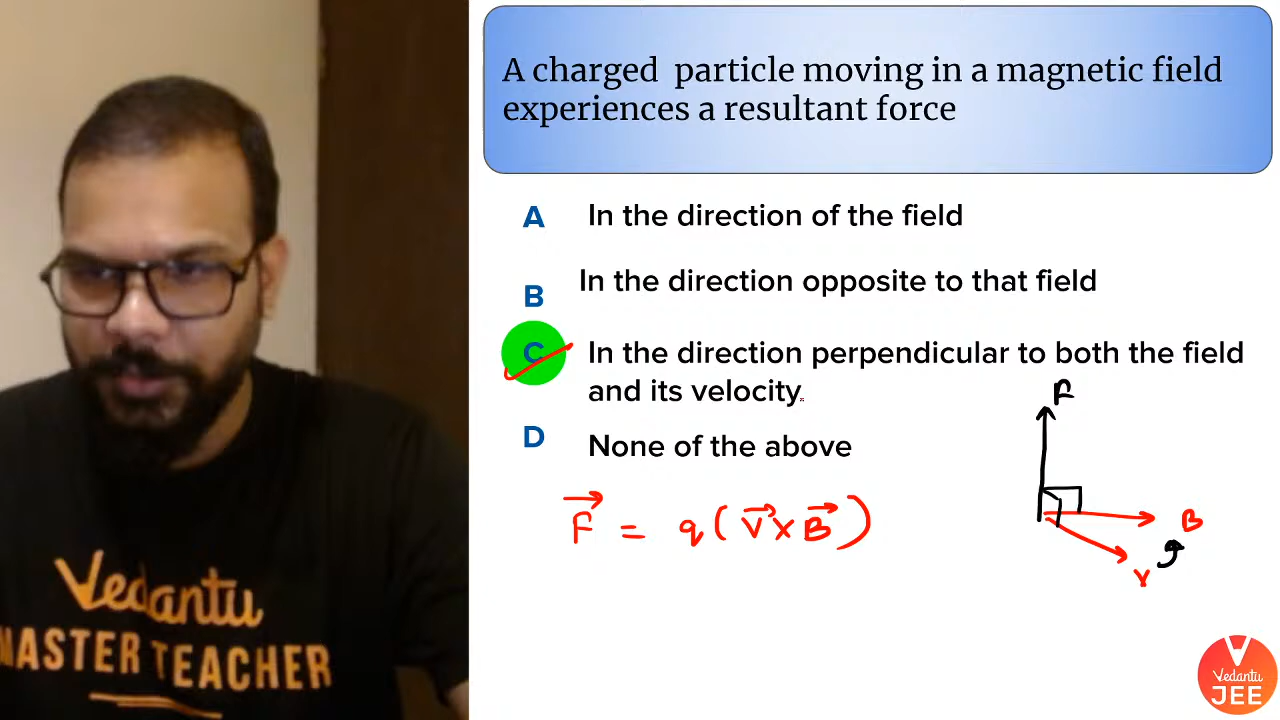 A charged particle moving in a magnetic field
experiences a resultant force
A In the direction of the field
B In the direction opposite to that field
C In the direction perpendicular to both the field
and its velocity.
D None of the above
F = q(V×B)
F
B
V
Vedantu
MASTER TEACHER
Vedantu
JEE